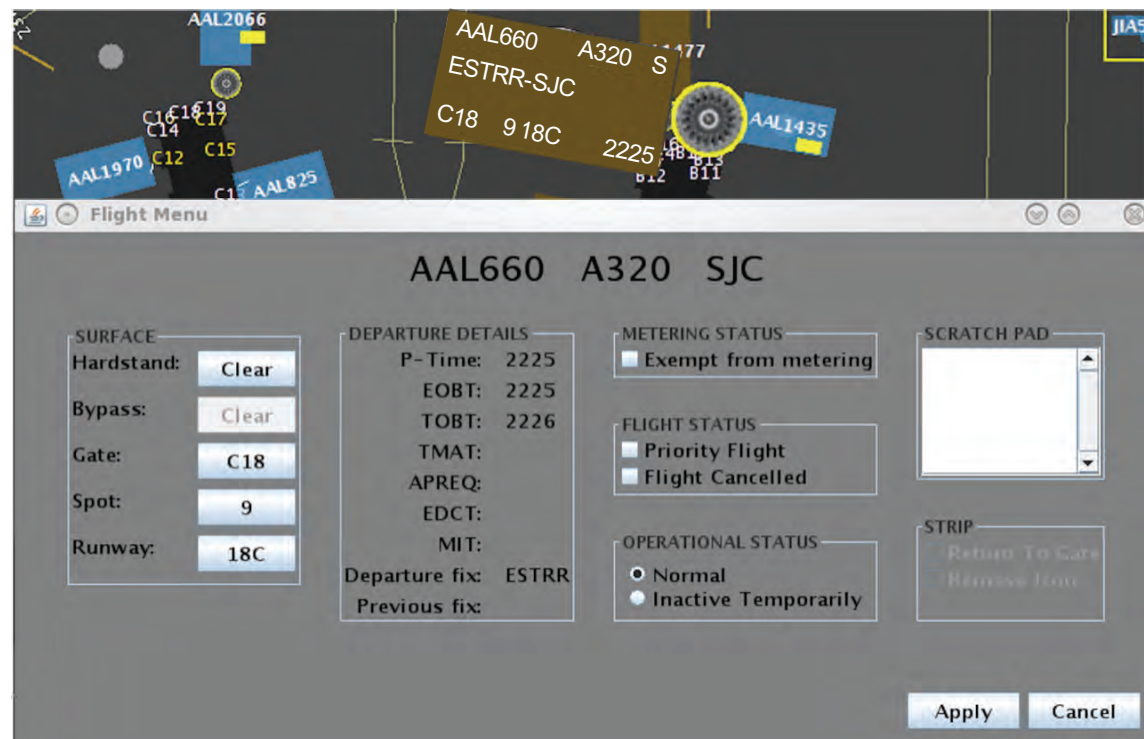 AAL2066
AAL660 A320 S
1477
JIA5
ESTRR-SJC
C18 9 18C 2225
C16 C18 C19
C14 C17
AAL1435
C12 C15
AAL1970
AAL825
B13
B12 B11
Flight Menu
AAL660 A320 SJC
SURFACE
Hardstand: Clear
Bypass: Clear
Gate: C18
Spot: 9
Runway: 18C
DEPARTURE DETAILS
P-Time: 2225
EOBT: 2225
TOBT: 2226
TMAT:
APREQ:
EDCT:
MIT:
Departure fix: ESTRR
Previous fix:
METERING STATUS
Exempt from metering
FLIGHT STATUS
Priority Flight
Flight Cancelled
OPERATIONAL STATUS
Normal
Inactive Temporarily
SCRATCH PAD
STRIP
Return To Gate
Remove Icon
Apply Cancel